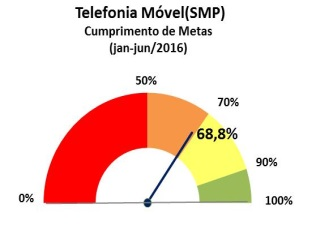 Telefonia Móvel(SMP)
Cumprimento de Metas
(jan-jun/2016)
50%
70%
68,8%
90%
0%
100%